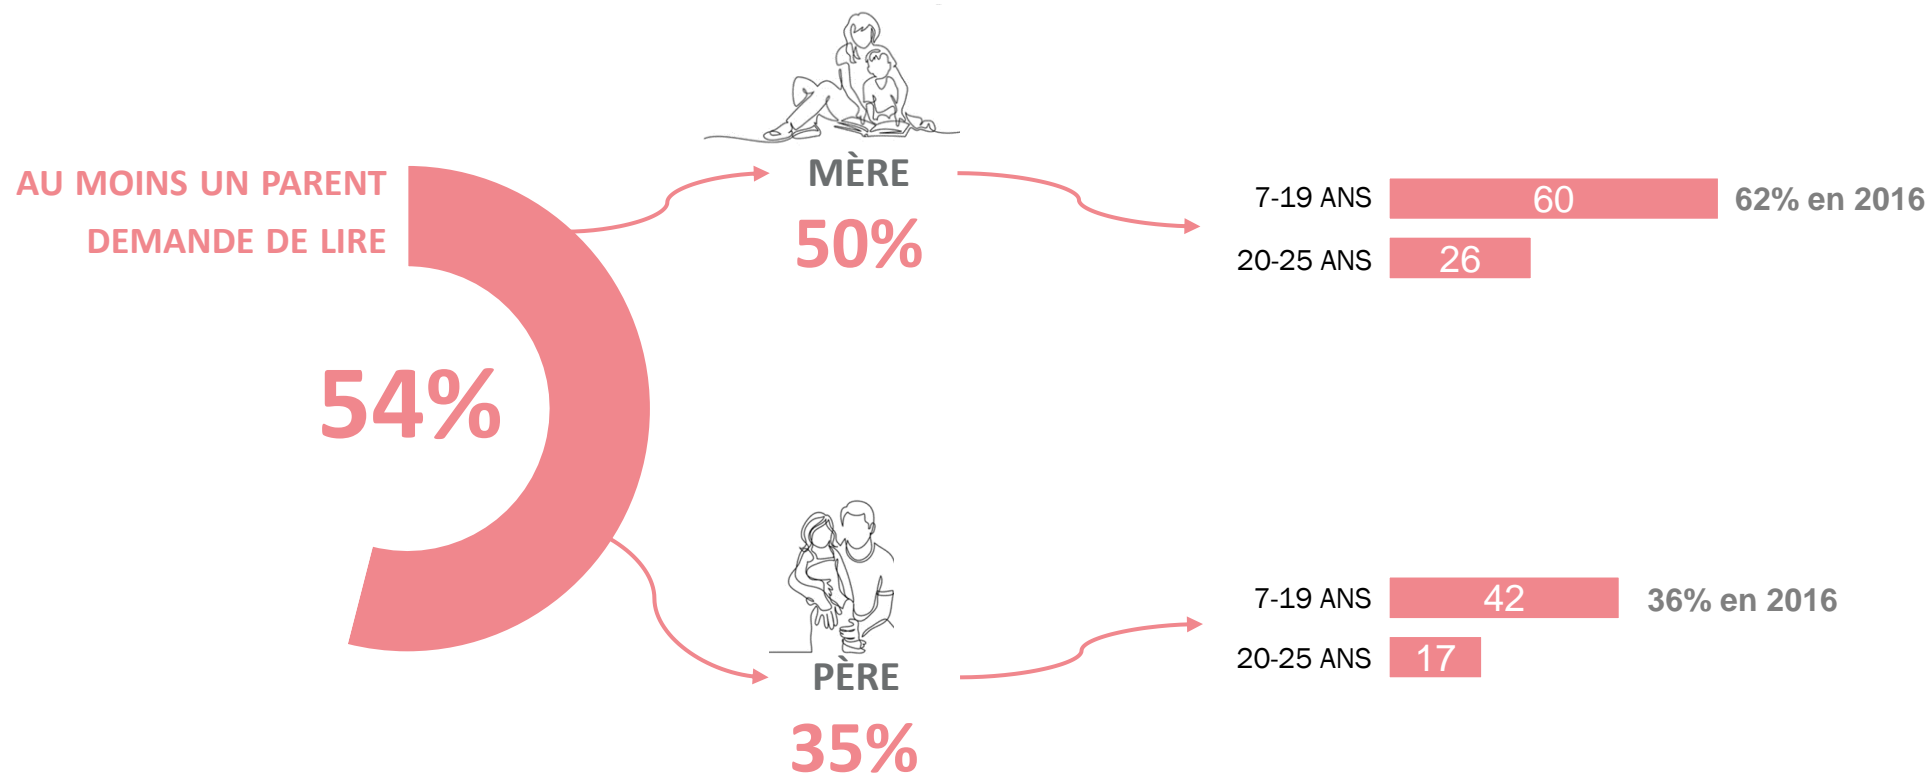 AU MOINS UN PARENT
DEMANDE DE LIRE
54%
MÈRE
50%
7-19 ANS 60 62% en 2016
20-25 ANS 26
PÈRE
35%
7-19 ANS 42 36% en 2016
20-25 ANS 17